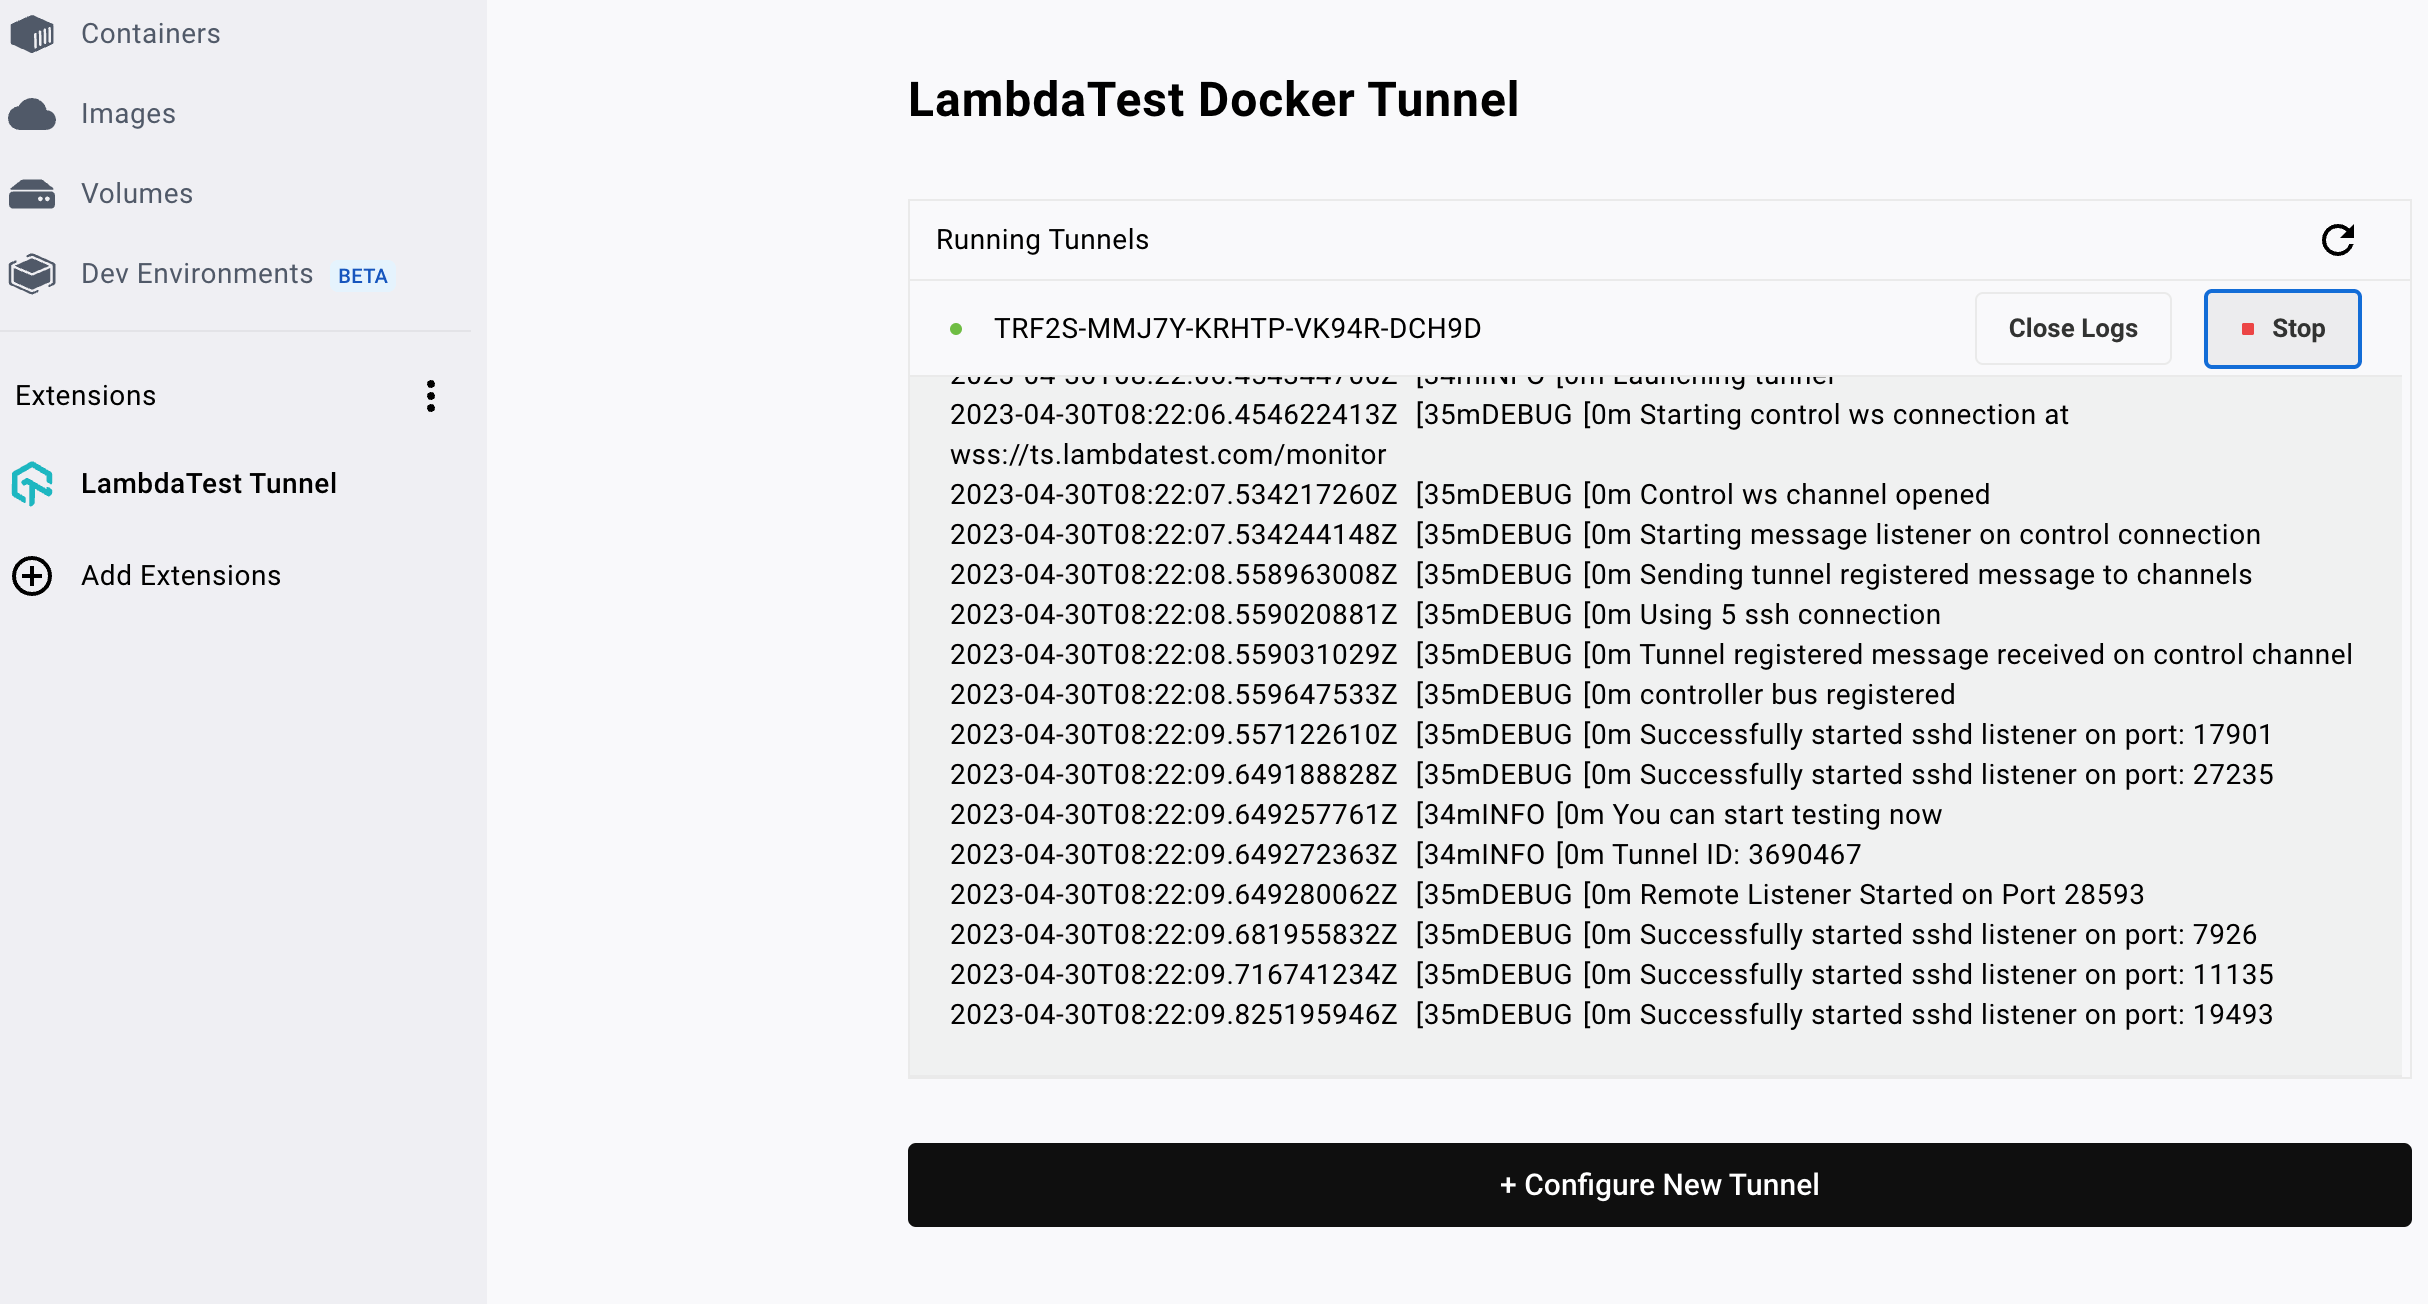 Containers
Images
Volumes
Dev Environments BETA
Extensions
LambdaTest Tunnel
Add Extensions
LambdaTest Docker Tunnel
Running Tunnels
TRF2S-MMJ7Y-KRHTP-VK94R-DCH9D Close Logs Stop
[34mINFO [0m Launching tunnel
2023-04-30T08:22:06.454622413Z [35mDEBUG [0m Starting control ws connection at
wss://ts.lambdatest.com/monitor
2023-04-30T08:22:07.534217260Z [35mDEBUG [0m Control ws channel opened
2023-04-30T08:22:07.534244148Z [35mDEBUG [0m Starting message listener on control connection
2023-04-30T08:22:08.558963008Z [35mDEBUG [0m Sending tunnel registered message to channels
2023-04-30T08:22:08.559020881Z [35mDEBUG [0m Using 5 ssh connection
2023-04-30T08:22:08.559031029Z [35mDEBUG [0m Tunnel registered message received on control channel
2023-04-30T08:22:08.559647533Z [35mDEBUG [0m controller bus registered
2023-04-30T08:22:09.557122610Z [35mDEBUG [0m Successfully started sshd listener on port: 17901
2023-04-30T08:22:09.649188828Z [35mDEBUG [0m Successfully started sshd listener on port: 27235
2023-04-30T08:22:09.649257761Z [34mINFO [0m You can start testing now
2023-04-30T08:22:09.649272363Z [34mINFO [0m Tunnel ID: 3690467
2023-04-30T08:22:09.649280062Z [35mDEBUG [0m Remote Listener Started on Port 28593
2023-04-30T08:22:09.681955832Z [35mDEBUG [0m Successfully started sshd listener on port: 7926
2023-04-30T08:22:09.716741234Z [35mDEBUG [0m Successfully started sshd listener on port: 11135
2023-04-30T08:22:09.825195946Z [35mDEBUG [0m Successfully started sshd listener on port: 19493
+ Configure New Tunnel